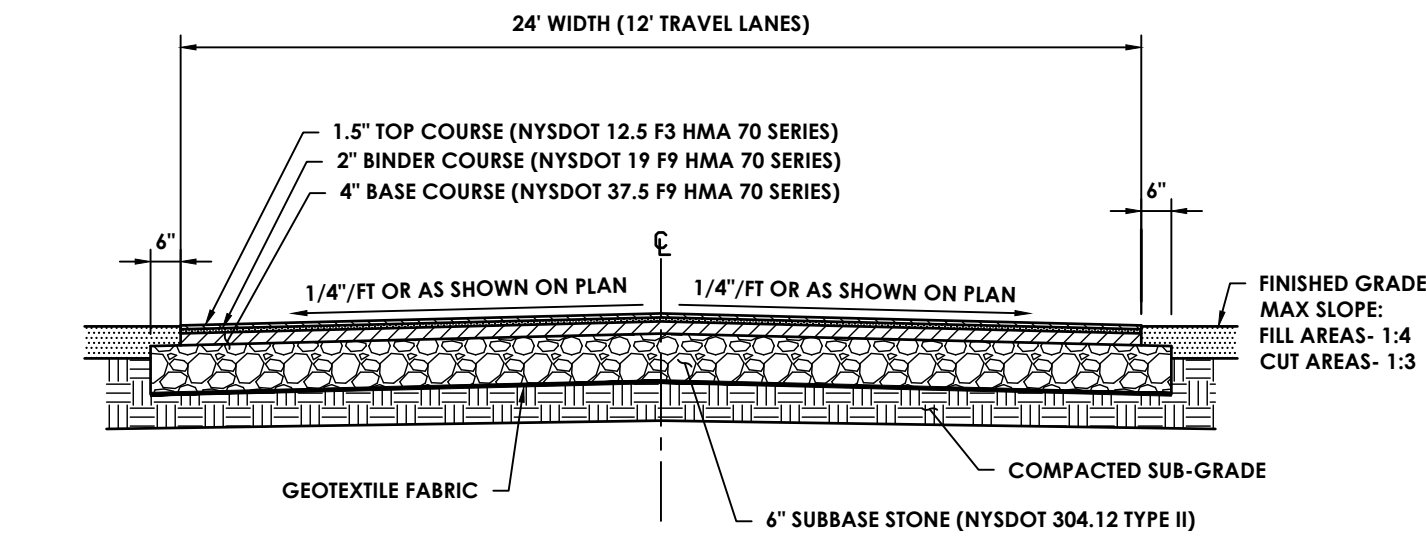 24' WIDTH (12' TRAVEL LANES)
1.5" TOP COURSE (NYSDOT 12.5 F3 HMA 70 SERIES)
2" BINDER COURSE (NYSDOT 19 F9 HMA 70 SERIES)
4" BASE COURSE (NYSDOT 37.5 F9 HMA 70 SERIES)
6"
6"
℄
1/4"/FT OR AS SHOWN ON PLAN
1/4"/FT OR AS SHOWN ON PLAN
FINISHED GRADE
MAX SLOPE:
FILL AREAS- 1:4
CUT AREAS- 1:3
COMPACTED SUB-GRADE
GEOTEXTILE FABRIC
6" SUBBASE STONE (NYSDOT 304.12 TYPE II)